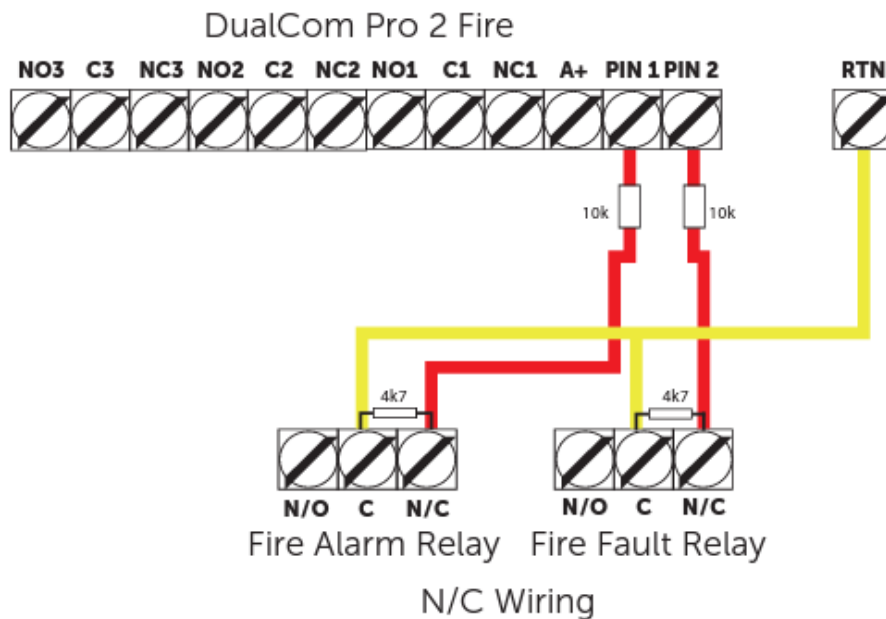 DualCom Pro 2 Fire
NO3 C3 NC3 NO2 C2 NC2 NO1 C1 NC1 A+ PIN 1 PIN 2 RTN
10k 10k
4k7 4k7
N/O C N/C N/O C N/C
Fire Alarm Relay Fire Fault Relay
N/C Wiring